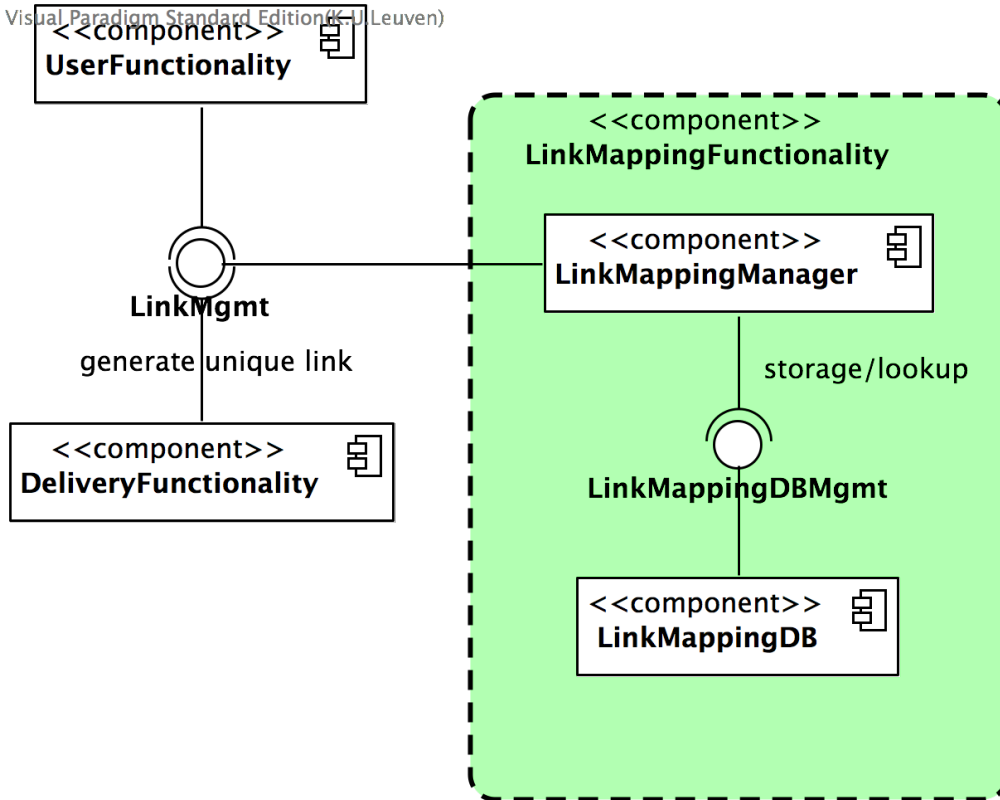 Visual Paradigm Standard Edition(K.U.Leuven)
<<component>>
UserFunctionality
<<component>>
LinkMappingFunctionality
<<component>>
LinkMappingManager
LinkMgmt
generate unique link
storage/lookup
<<component>>
DeliveryFunctionality
LinkMappingDBMgmt
<<component>>
LinkMappingDB